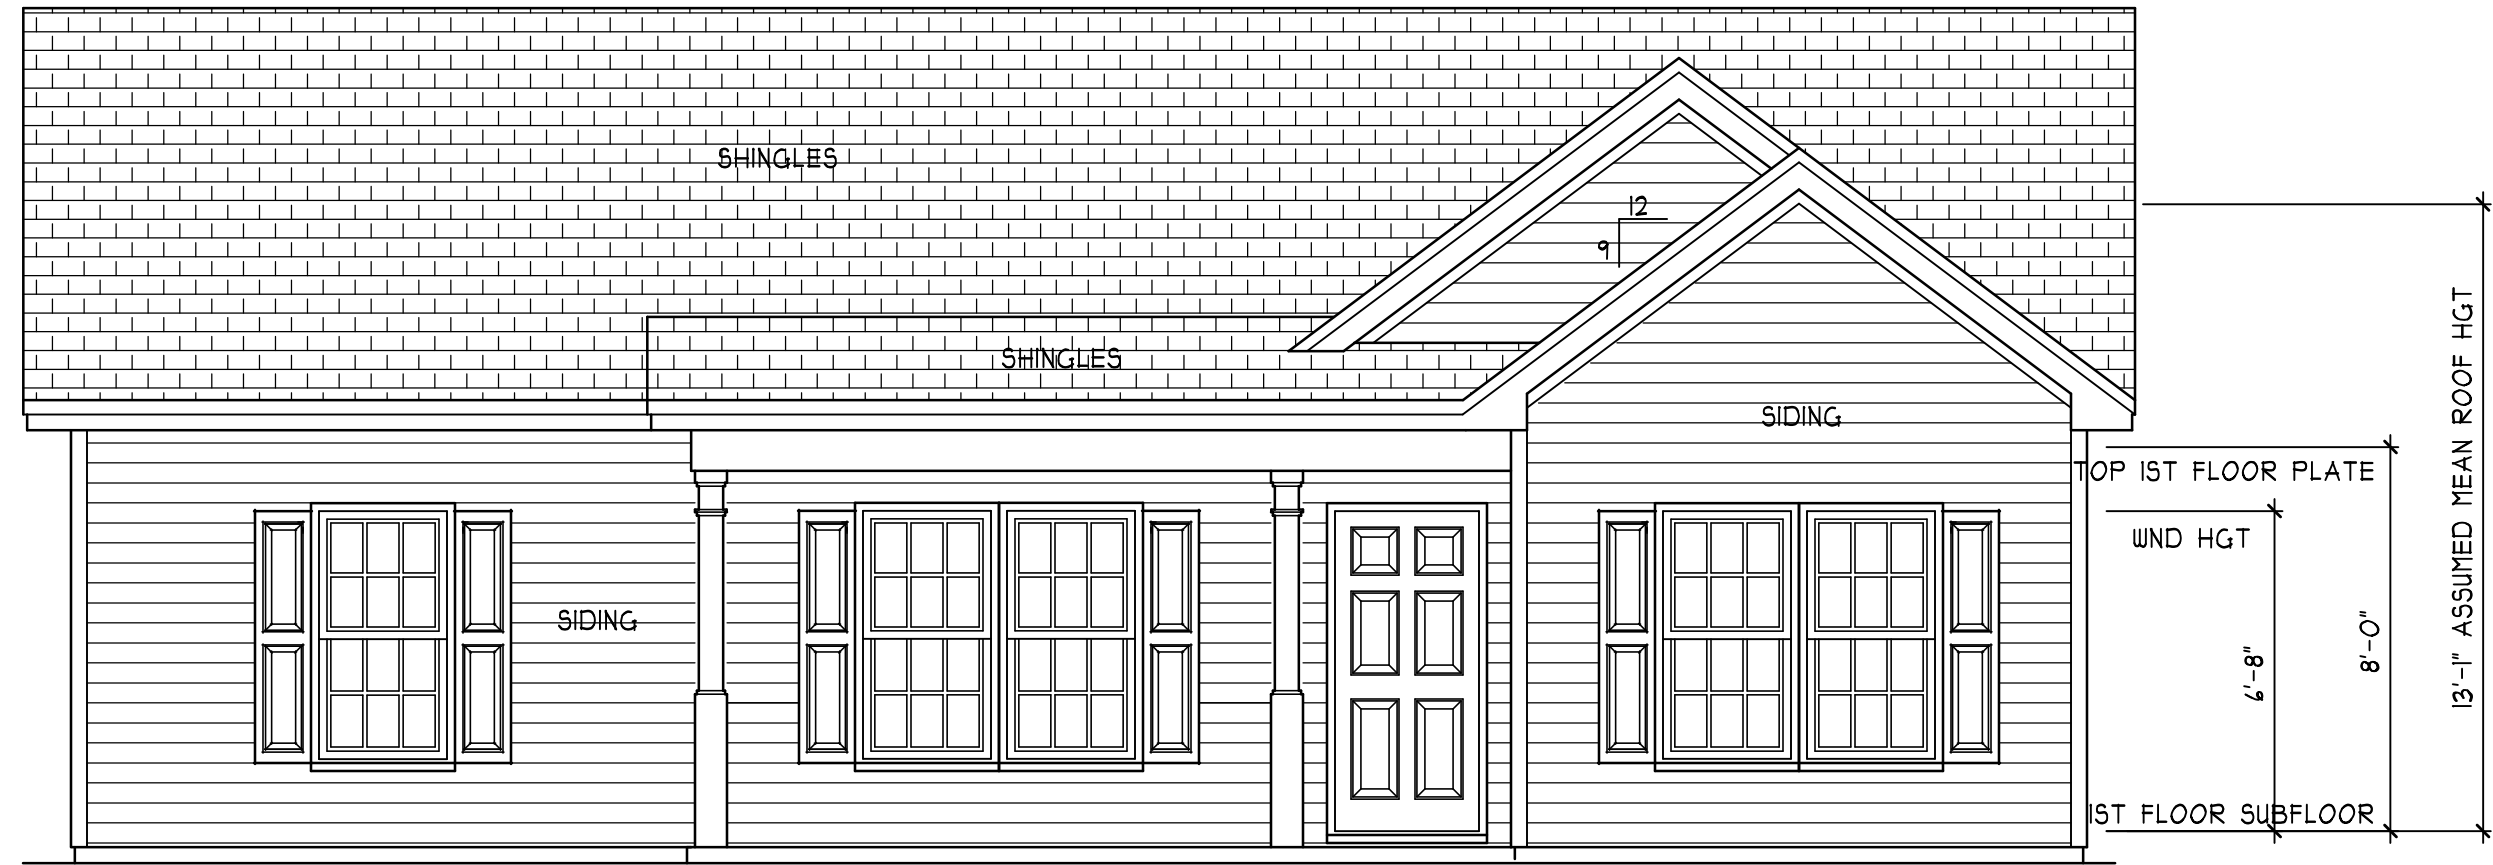 SHINGLES
12
9
SHINGLES
SIDING
TOP 1ST FLOOR PLATE
WND HGT
SIDING
6'-8"
8'-0"
13'-1" ASSUMED MEAN ROOF HGT
1ST FLOOR SUBFLOOR